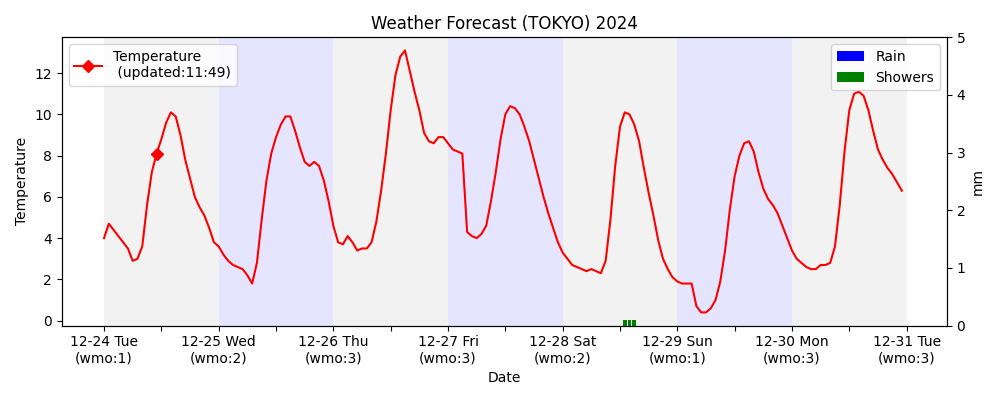 Weather Forecast (TOKYO) 2024
Temperature
(updated:11:49)
Rain
Showers
Temperature
12
10
8
6
4
2
0
5
4
3
2
1
0
mm
12-24 Tue
(wmo:1)
12-25 Wed
(wmo:2)
12-26 Thu
(wmo:3)
12-27 Fri
(wmo:3)
12-28 Sat
(wmo:2)
12-29 Sun
(wmo:1)
12-30 Mon
(wmo:3)
12-31 Tue
(wmo:3)
Date